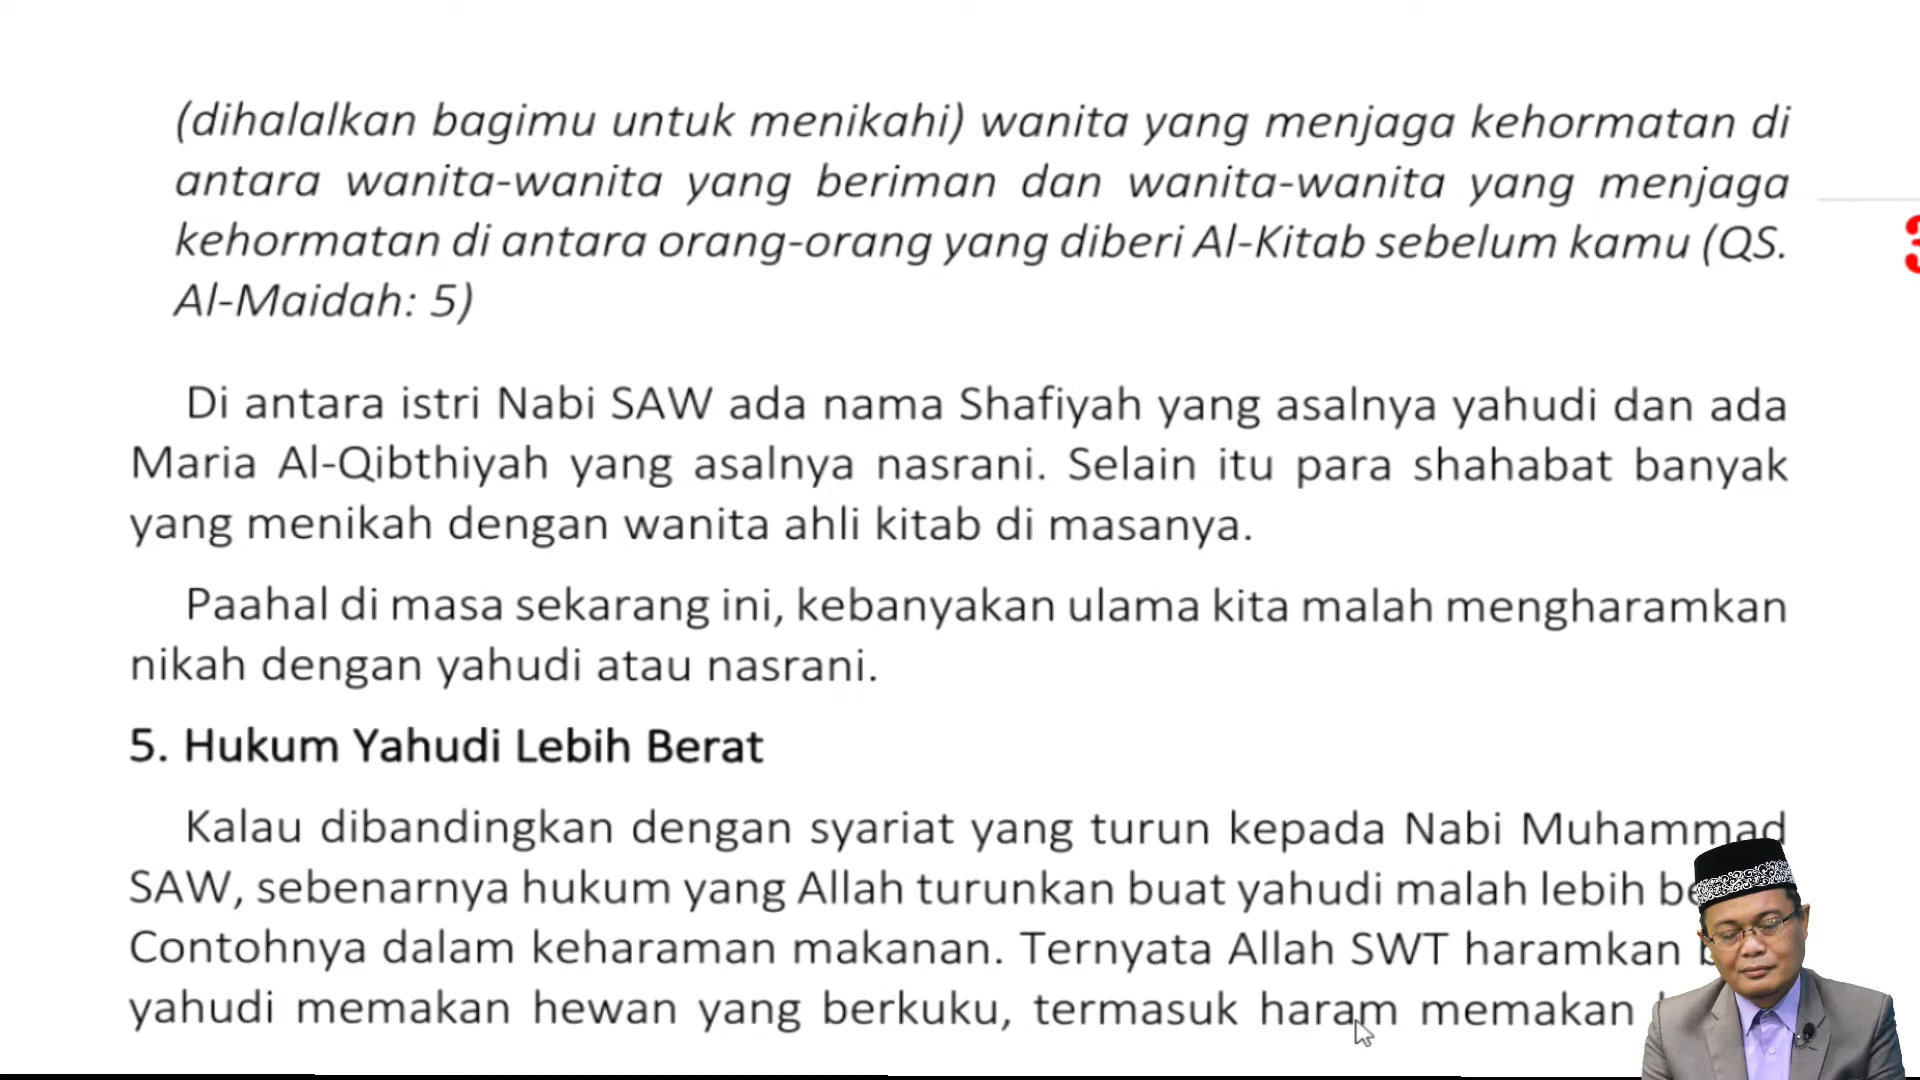 (dihalalkan bagimu untuk menikahi) wanita yang menjaga kehormatan di
antara wanita-wanita yang beriman dan wanita-wanita yang menjaga
kehormatan di antara orang-orang yang diberi Al-Kitab sebelum kamu (QS.
Al-Maidah: 5)
Di antara istri Nabi SAW ada nama Shafiyah yang asalnya yahudi dan ada
Maria Al-Qibthiyah yang asalnya nasrani. Selain itu para shahabat banyak
yang menikah dengan wanita ahli kitab di masanya.
Paahal di masa sekarang ini, kebanyakan ulama kita malah mengharamkan
nikah dengan yahudi atau nasrani.
5. Hukum Yahudi Lebih Berat
Kalau dibandingkan dengan syariat yang turun kepada Nabi Muhammad
SAW, sebenarnya hukum yang Allah turunkan buat yahudi malah lebih
Contohnya dalam keharaman makanan. Ternyata Allah SWT haramkan
yahudi memakan hewan yang berkuku, termasuk haram memakan